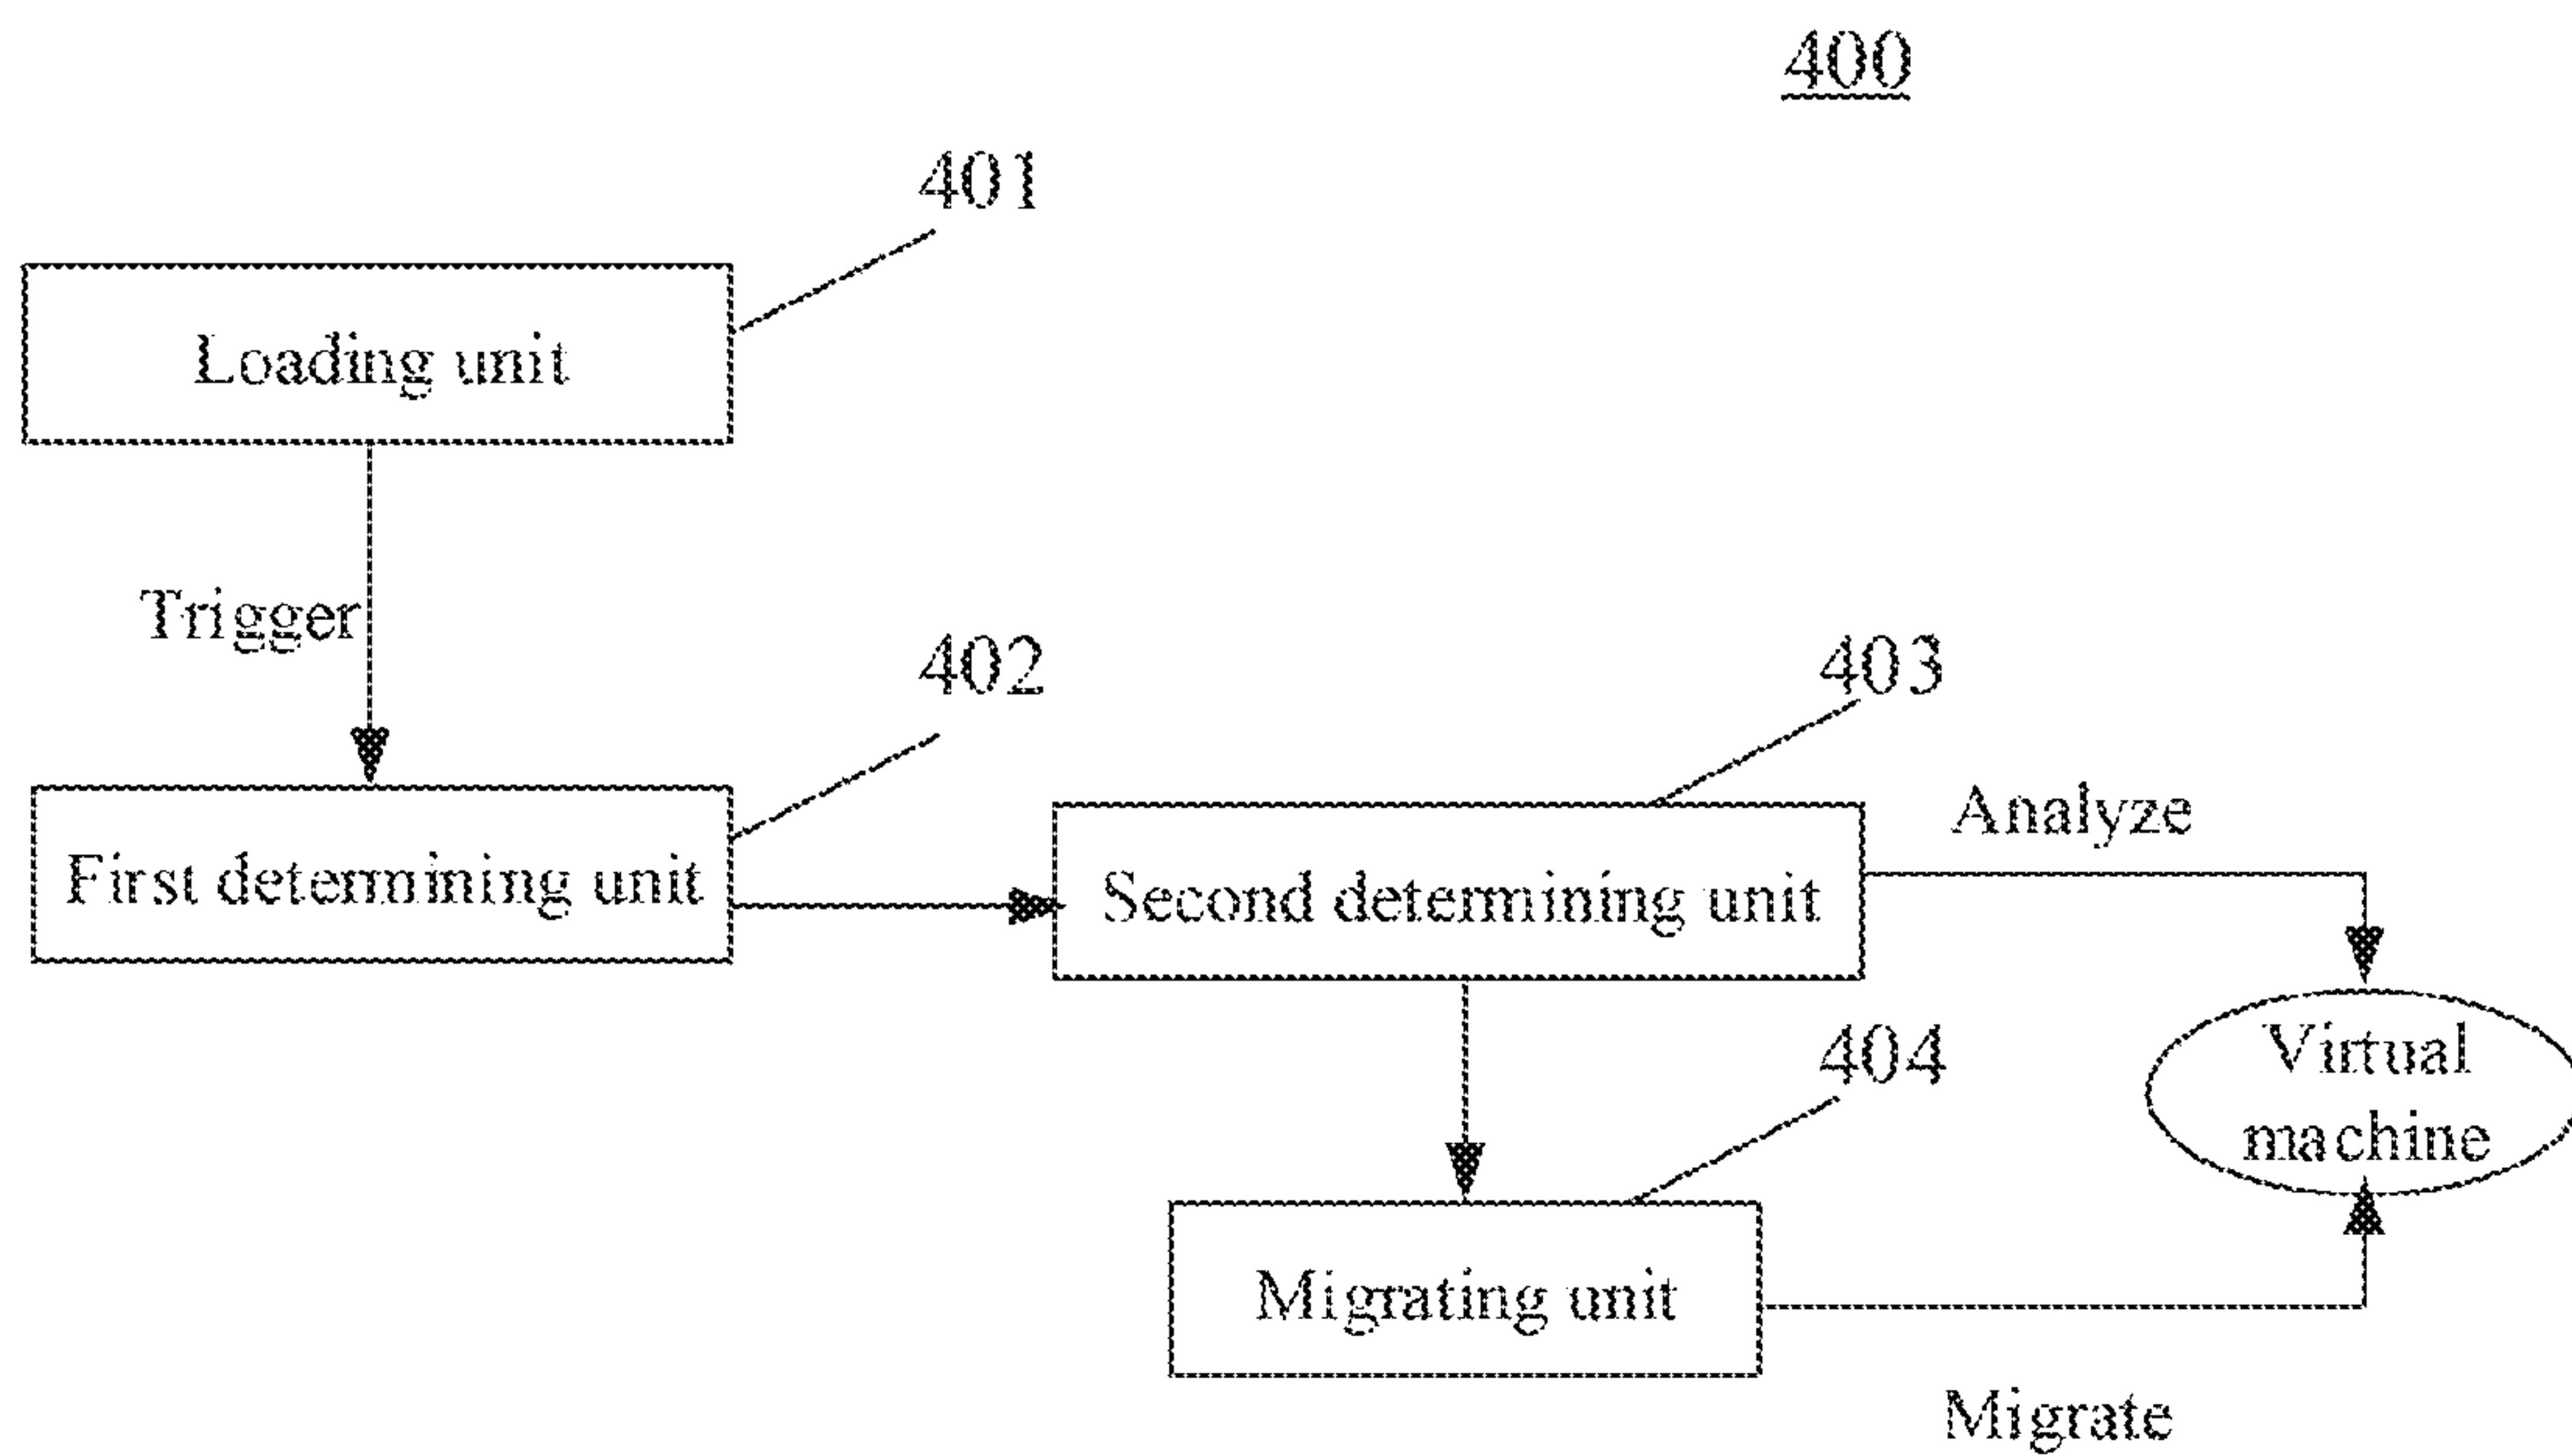 400
401
Loading unit
Trigger
402
403
Analyze
First determining unit
Second determining unit
404
Virtual
machine
Migrating unit
Migrate